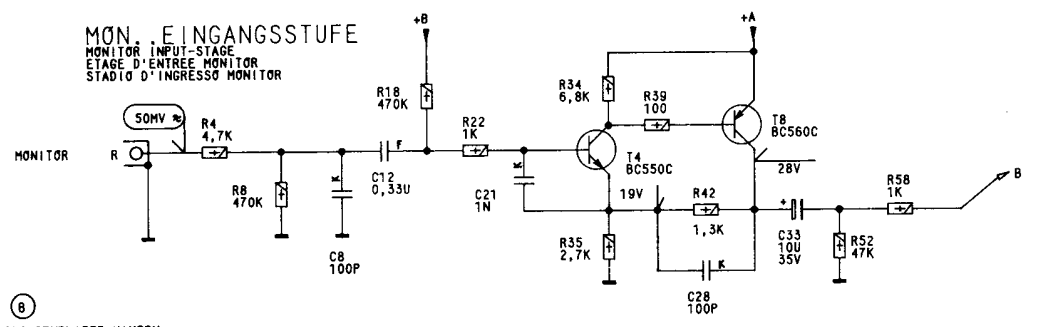 MON.. EINGANGSSTUFE
MONITOR INPUT-STAGE
ETAGE D'ENTREE MONITOR
STADIO D'INGRESSO MONITOR
+B
+A
50MV ≈
R4
4,7K
R18
470K
R22
1K
R34
6,8K
R39
100
T8
BC560C
MONITOR
R
F
K
R8
470K
C12
0,33U
K
C21
1N
T4
BC550C
19V
R42
1,3K
28V
R58
1K
B
C8
100P
R35
2,7K
+
C33
10U
35V
R52
47K
K
C28
100P
8